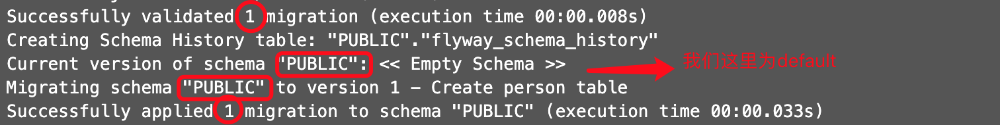 Successfully validated 1 migration (execution time 00:00.008s)
Creating Schema History table: "PUBLIC"."flyway_schema_history"
Current version of schema "PUBLIC": << Empty Schema >> 我们这里为default
Migrating schema "PUBLIC" to version 1 - Create person table
Successfully applied 1 migration to schema "PUBLIC" (execution time 00:00.033s)